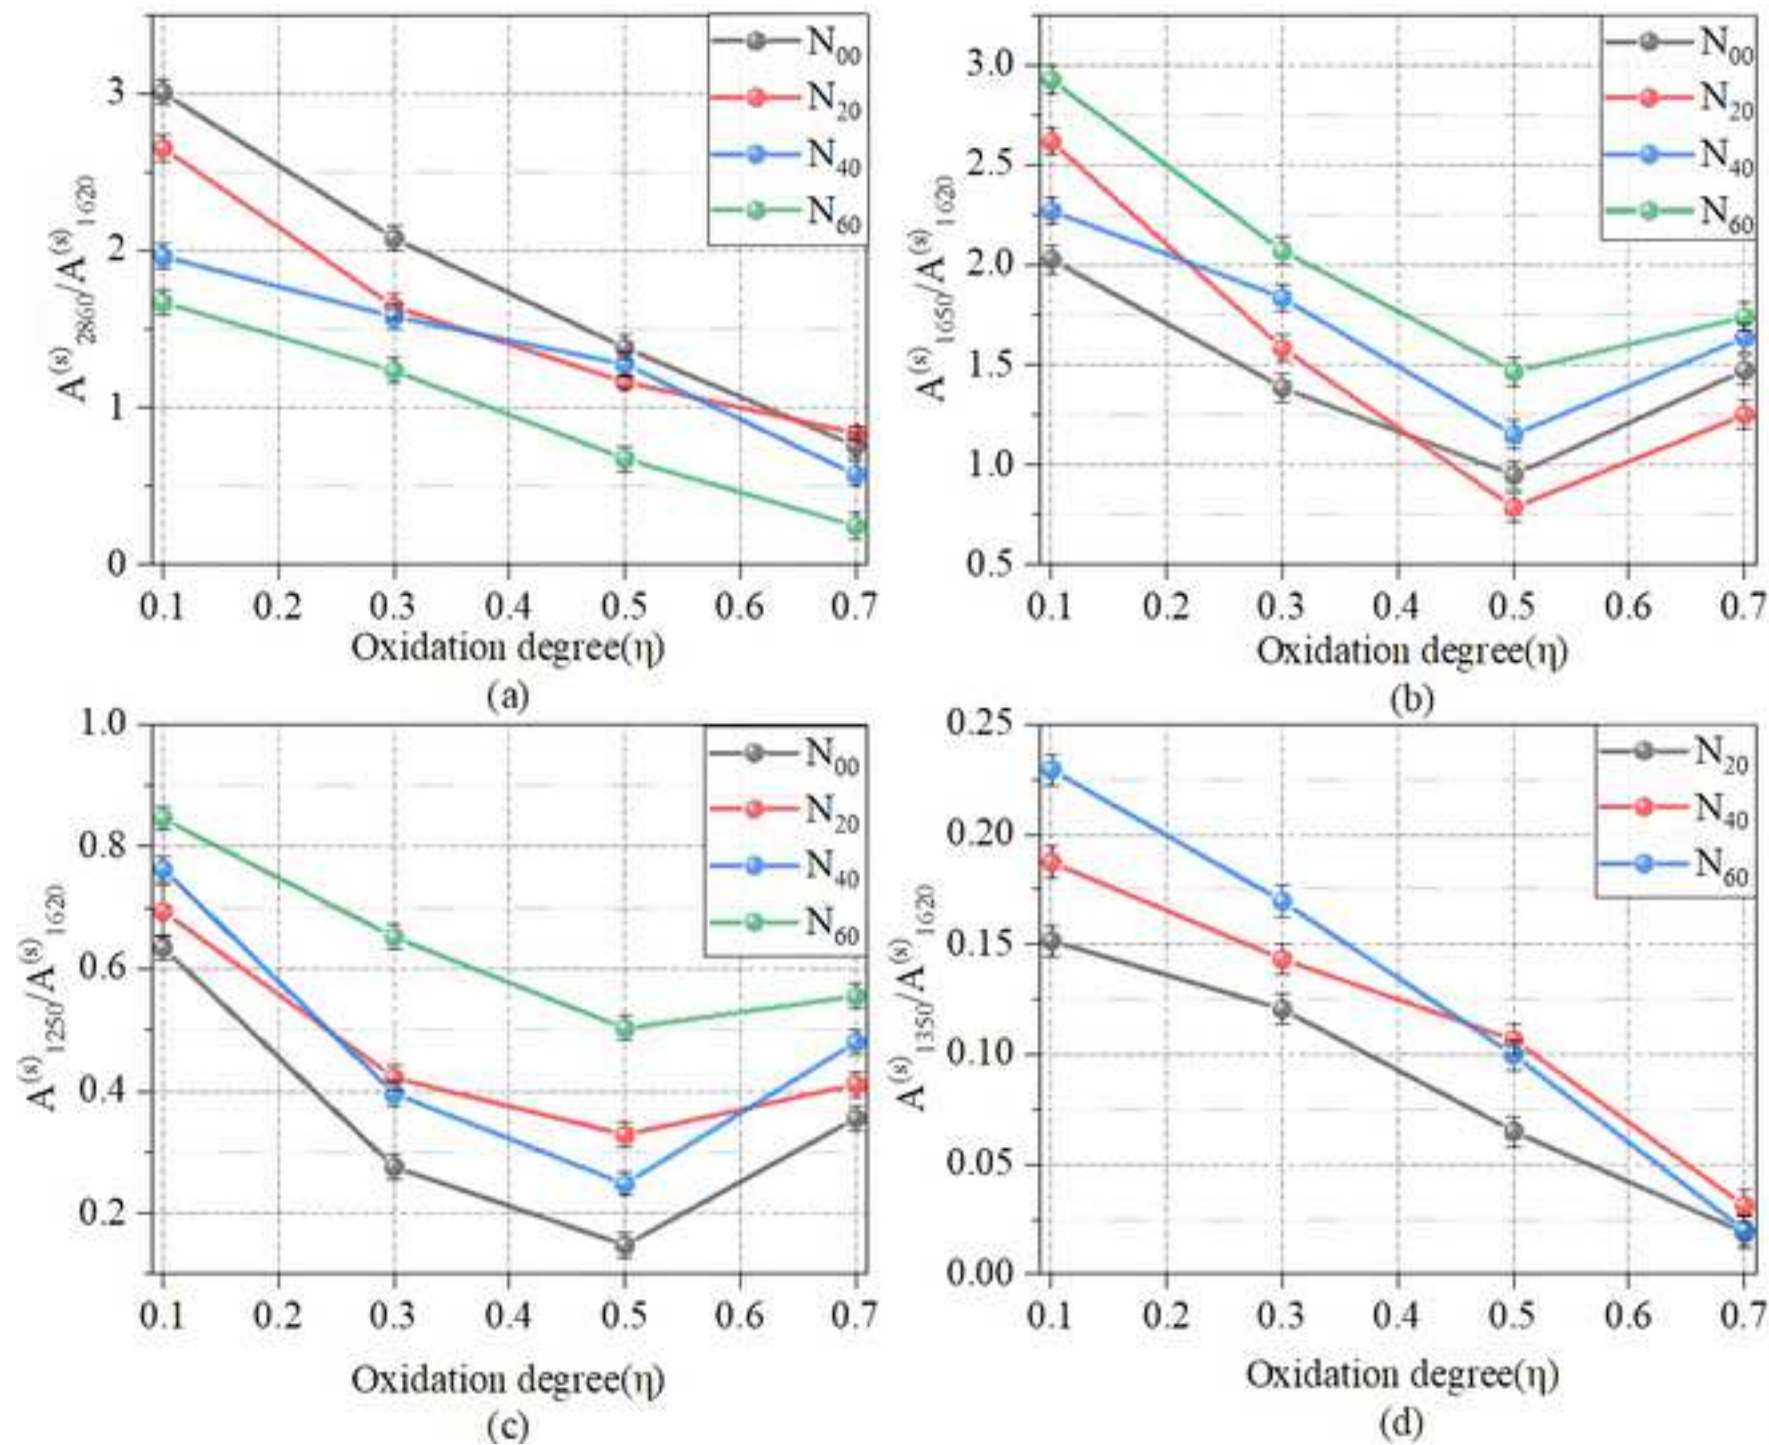 N00
N20
N40
N60
3
2
1
0
A(s)2860/A(s)1620
0.1 0.2 0.3 0.4 0.5 0.6 0.7
Oxidation degree(η)
(a)
N00
N20
N40
N60
3.0
2.5
2.0
1.5
1.0
0.5
A(s)1650/A(s)1620
0.1 0.2 0.3 0.4 0.5 0.6 0.7
Oxidation degree(η)
(b)
N00
N20
N40
N60
1.0
0.8
0.6
0.4
0.2
A(s)1250/A(s)1620
0.1 0.2 0.3 0.4 0.5 0.6 0.7
Oxidation degree(η)
(c)
N20
N40
N60
0.25
0.20
0.15
0.10
0.05
0.00
A(s)1350/A(s)1620
0.1 0.2 0.3 0.4 0.5 0.6 0.7
Oxidation degree(η)
(d)